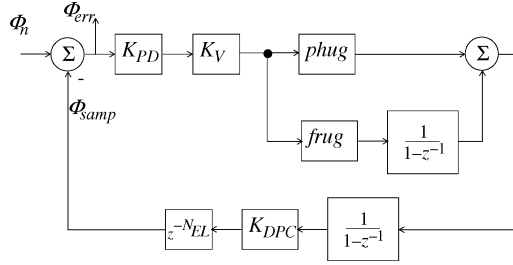 Φerr
Φn
Σ
KPD
KV
phug
Σ
-
Φsamp
frug
1
1−z−1
z−NEL
KDPC
1
1−z−1